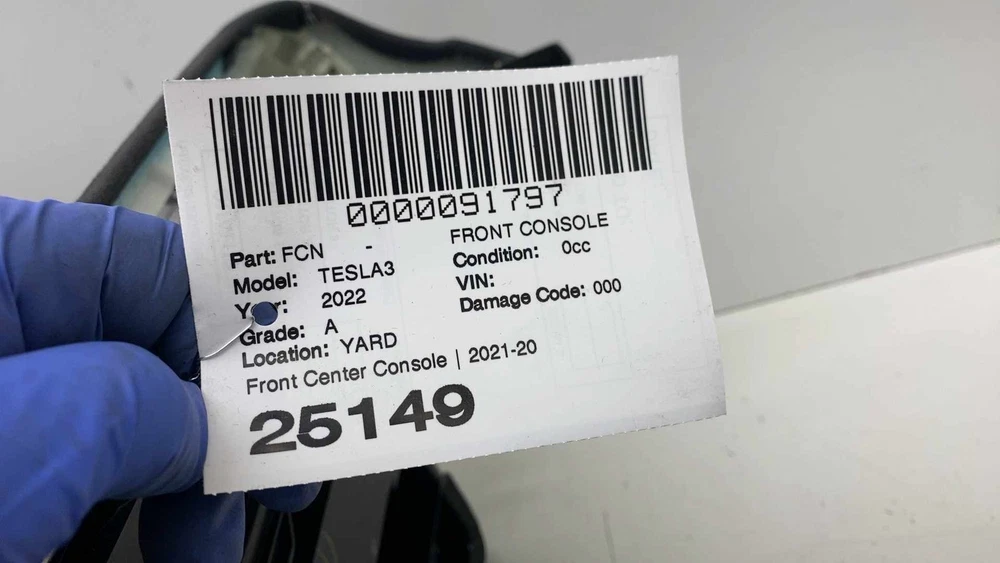 0000091797
Part: FCN - FRONT CONSOLE
Model: TESLA3 Condition: 0cc
Year: 2022 VIN:
Grade: A Damage Code: 000
Location: YARD
Front Center Console | 2021-20
25149